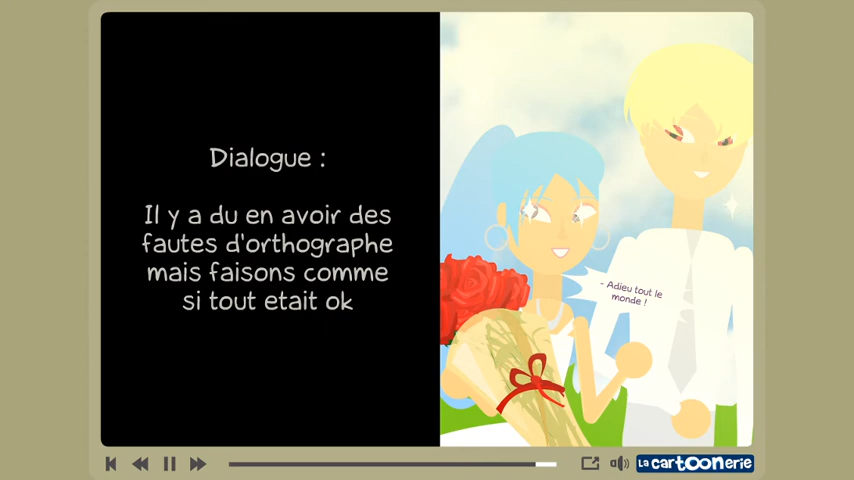 Dialogue :
Il y a du en avoir des
fautes d'orthographe
mais faisons comme
si tout etait ok
- Adieu tout le
monde !
La cartoonerie